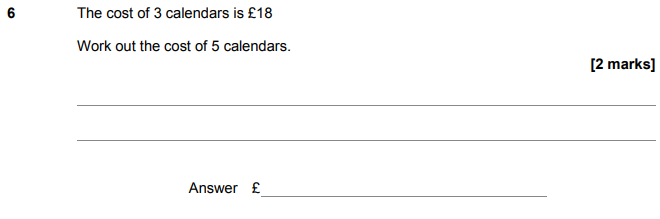 6 The cost of 3 calendars is £18
Work out the cost of 5 calendars.
[2 marks]
Answer £